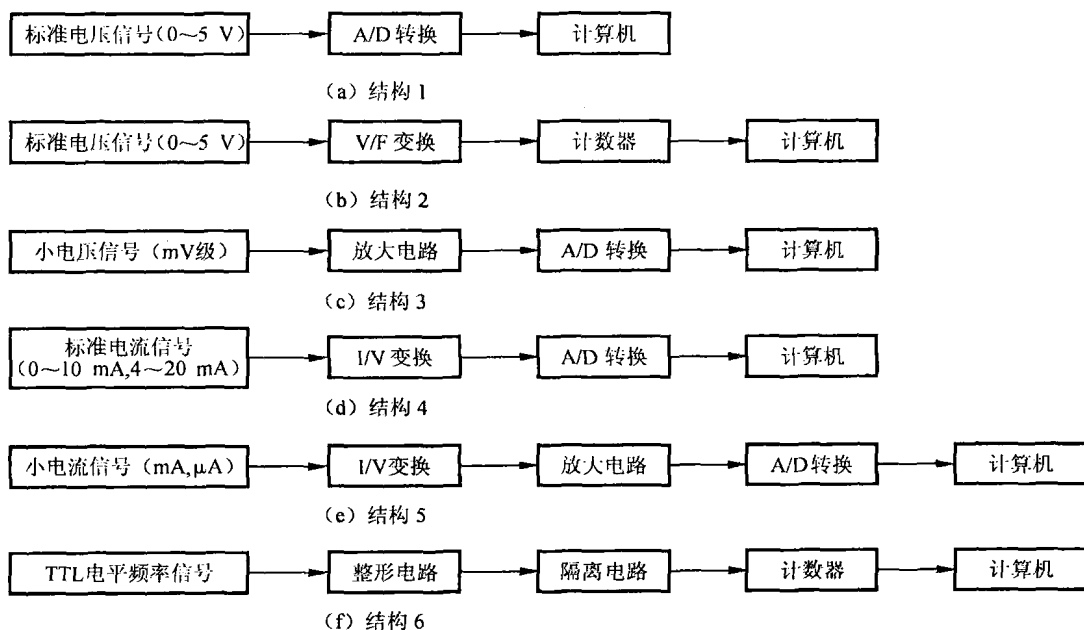 标准电压信号(0～5 V) A/D 转换 计算机
(a) 结构 1
标准电压信号(0～5 V) V/F 变换 计数器 计算机
(b) 结构 2
小电压信号 (mV级) 放大电路 A/D 转换 计算机
(c) 结构 3
标准电流信号
(0～10 mA,4～20 mA) I/V 变换 A/D 转换 计算机
(d) 结构 4
小电流信号 (mA,μA) I/V变换 放大电路 A/D转换 计算机
(e) 结构 5
TTL电平频率信号 整形电路 隔离电路 计数器 计算机
(f) 结构 6